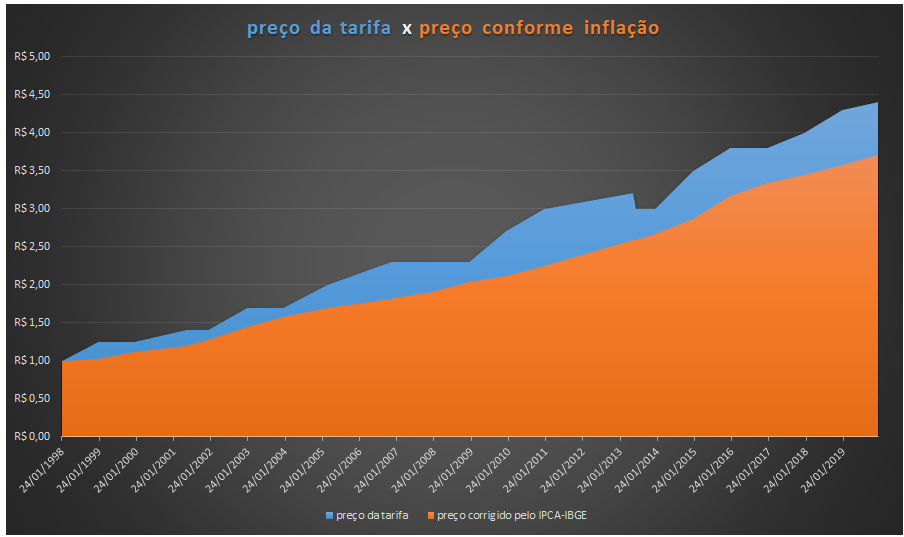 preço da tarifa x preço conforme inflação
R$ 5,00
R$ 4,50
R$ 4,00
R$ 3,50
R$ 3,00
R$ 2,50
R$ 2,00
R$ 1,50
R$ 1,00
R$ 0,50
R$ 0,00
24/01/1998
24/01/1999
24/01/2000
24/01/2001
24/01/2002
24/01/2003
24/01/2004
24/01/2005
24/01/2006
24/01/2007
24/01/2008
24/01/2009
24/01/2010
24/01/2011
24/01/2012
24/01/2013
24/01/2014
24/01/2015
24/01/2016
24/01/2017
24/01/2018
24/01/2019
preço da tarifa
preço corrigido pelo IPCA-IBGE